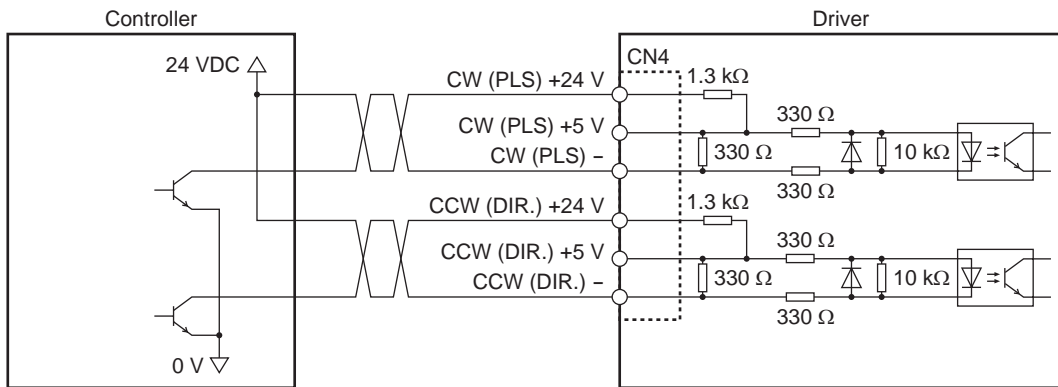 Controller
Driver
24 VDC
CN4
CW (PLS) +24 V
1.3 kΩ
CW (PLS) +5 V
330 Ω
CW (PLS) –
330 Ω
10 kΩ
330 Ω
CCW (DIR.) +24 V
1.3 kΩ
CCW (DIR.) +5 V
330 Ω
CCW (DIR.) –
330 Ω
10 kΩ
330 Ω
0 V